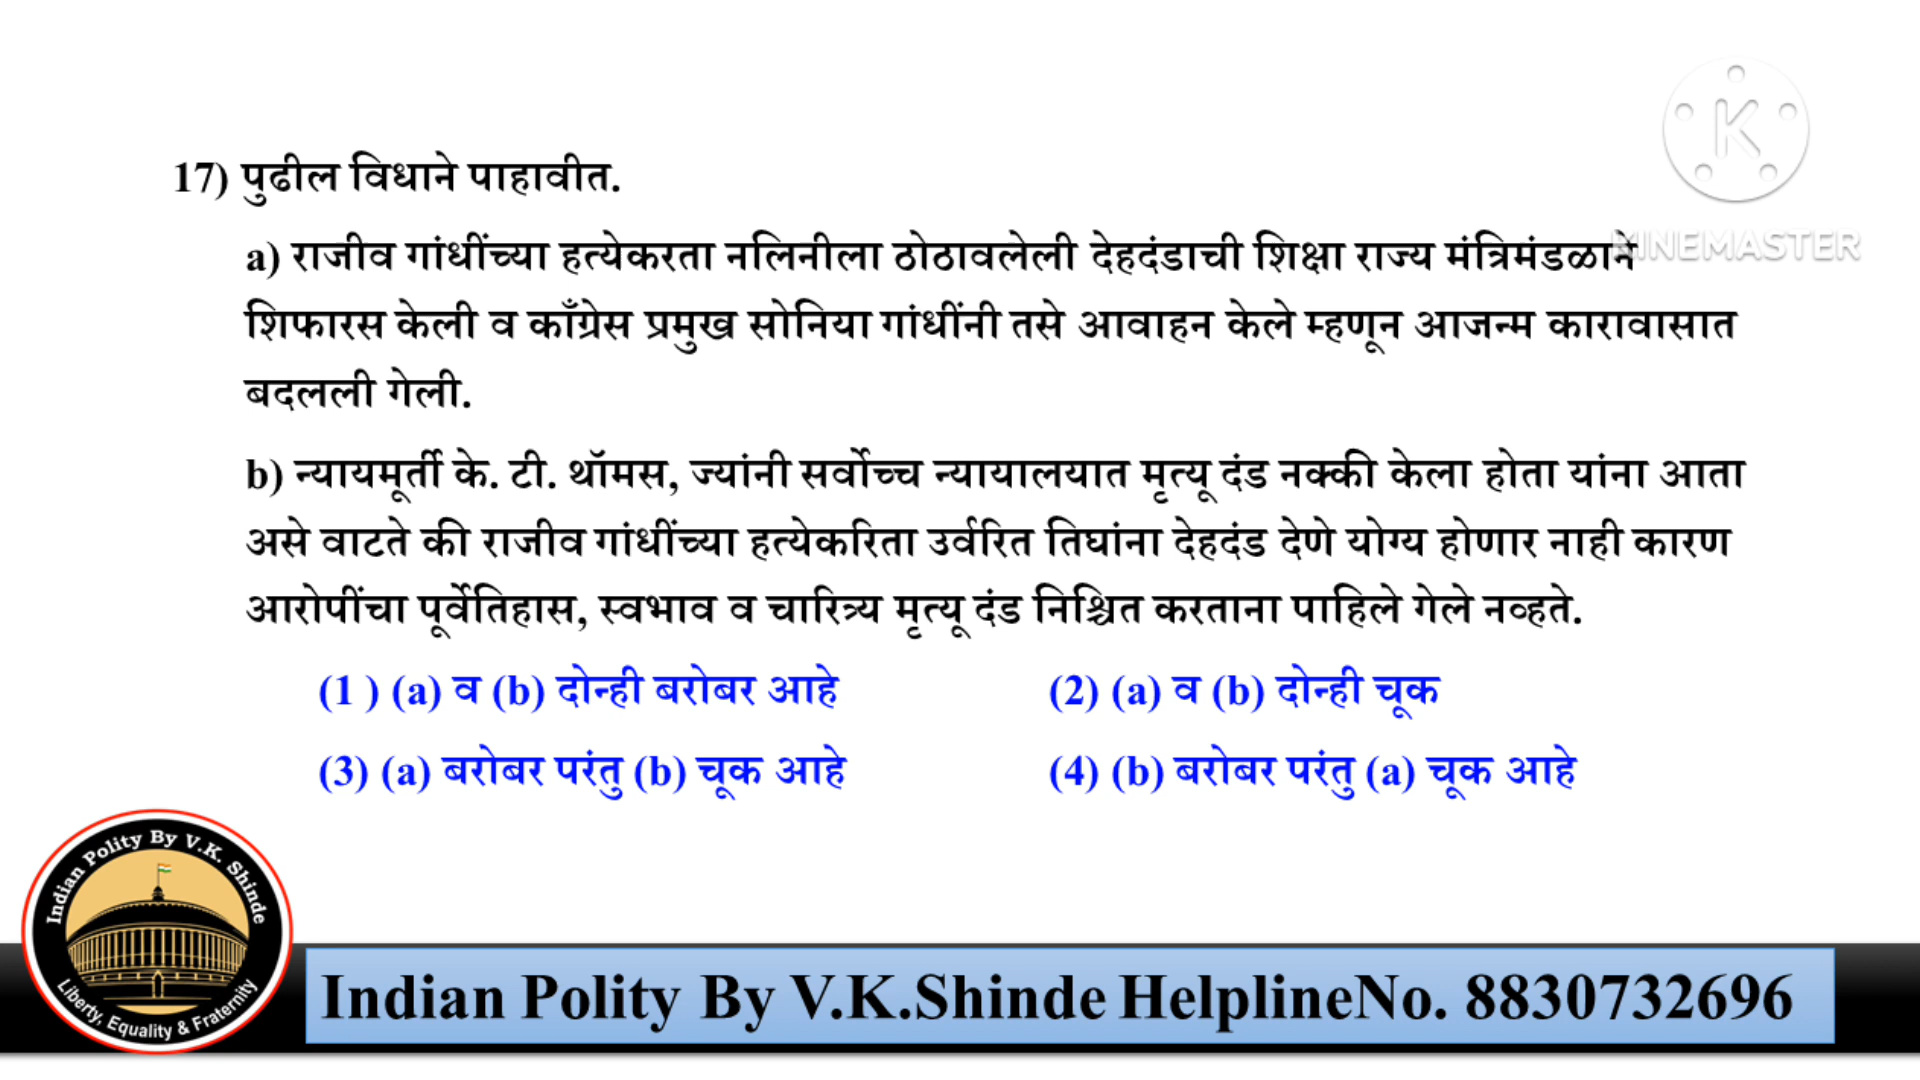 K
KINEMASTER
17) पुढील विधाने पाहावीत.
a) राजीव गांधींच्या हत्येकरता नलिनीला ठोठावलेली देहदंडाची शिक्षा राज्य मंत्रिमंडळाने
शिफारस केली व काँग्रेस प्रमुख सोनिया गांधींनी तसे आवाहन केले म्हणून आजन्म कारावासात
बदलली गेली.
b) न्यायमूर्ती के. टी. थॉमस, ज्यांनी सर्वोच्च न्यायालयात मृत्यू दंड नक्की केला होता यांना आता
असे वाटते की राजीव गांधींच्या हत्येकरिता उर्वरित तिघांना देहदंड देणे योग्य होणार नाही कारण
आरोपींचा पूर्वेतिहास, स्वभाव व चारित्र्य मृत्यू दंड निश्चित करताना पाहिले गेले नव्हते.
(1 ) (a) व (b) दोन्ही बरोबर आहे
(2) (a) व (b) दोन्ही चूक
(3) (a) बरोबर परंतु (b) चूक आहे
(4) (b) बरोबर परंतु (a) चूक आहे
Indian Polity By V.K. Shinde
Liberty, Equality & Fraternity
Indian Polity By V.K.Shinde HelplineNo. 8830732696